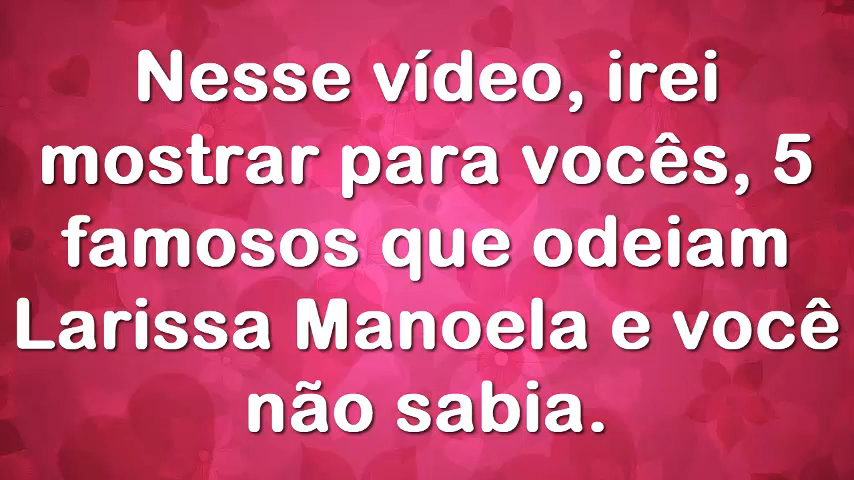 Nesse vídeo, irei
mostrar para vocês, 5
famosos que odeiam
Larissa Manoela e você
não sabia.